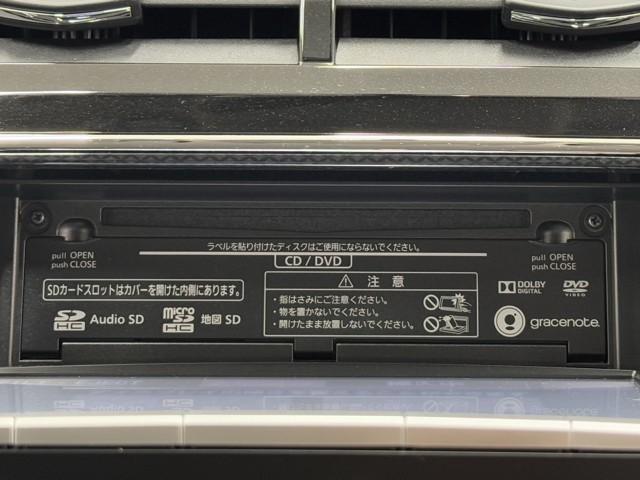 ラベルを貼り付けたディスクはご使用にならないでください。
CD / DVD
pull OPEN
push CLOSE
pull OPEN
push CLOSE
SDカードスロットはカバーを開けた内側にあります。
SD HC Audio SD
micro SD HC 地図 SD
注 意
・指はさみにご注意ください。
・物を置かないでください。
・開けたまま放置しないでください。
DOLBY DIGITAL
DVD VIDEO
gracenote.